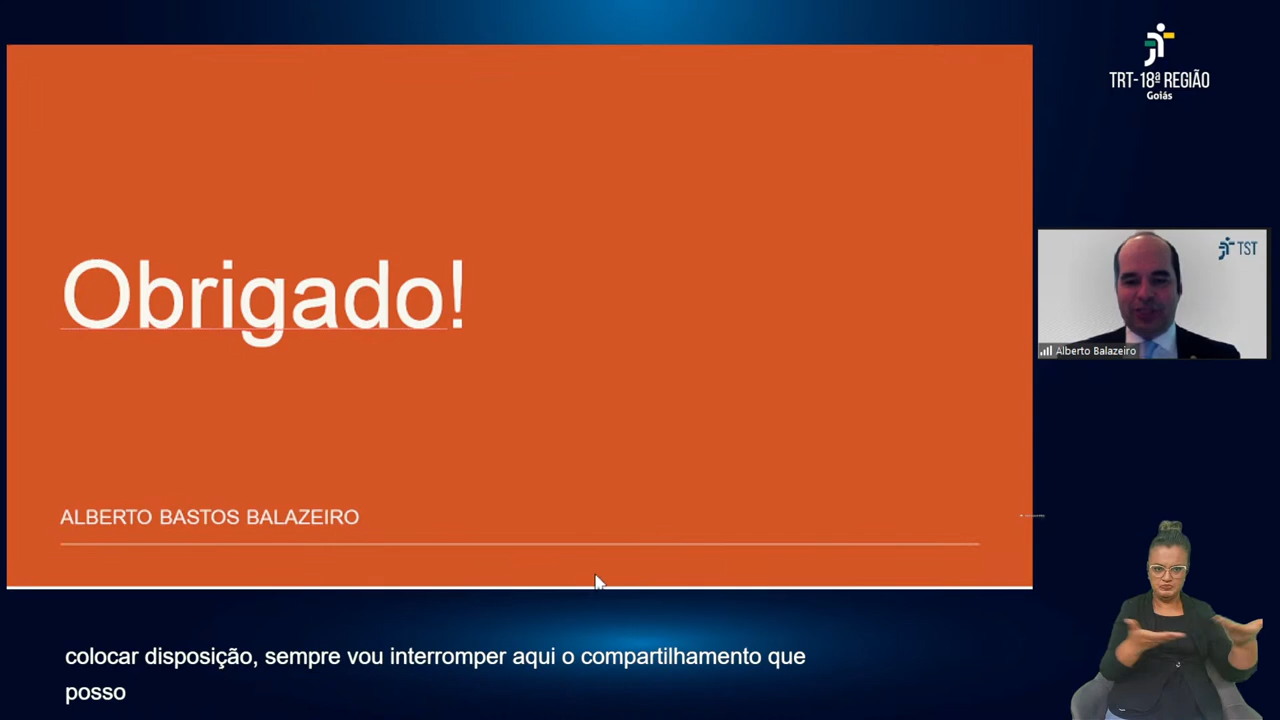 TRT-18ª REGIÃO
Goiás
Obrigado!
TST
Alberto Balazeiro
ALBERTO BASTOS BALAZEIRO
colocar disposição, sempre vou interromper aqui o compartilhamento que
posso